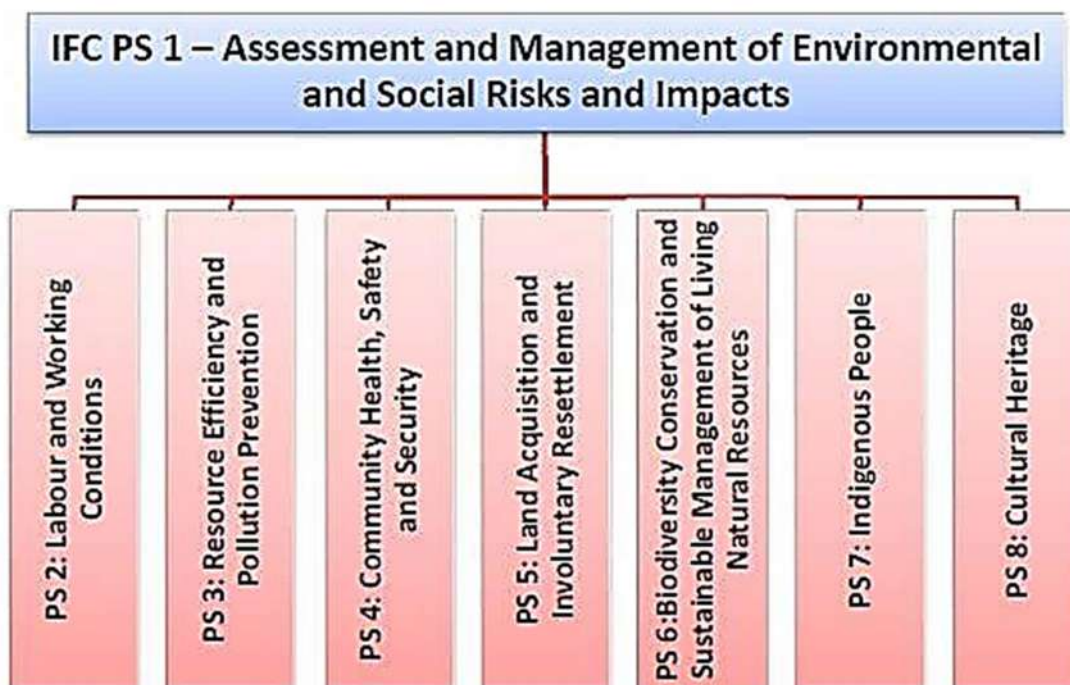 IFC PS 1 – Assessment and Management of Environmental
and Social Risks and Impacts
PS 2: Labour and Working
Conditions
PS 3: Resource Efficiency and
Pollution Prevention
PS 4: Community Health, Safety
and Security
PS 5: Land Acquisition and
Involuntary Resettlement
PS 6:Biodiversity Conservation and
Sustainable Management of Living
Natural Resources
PS 7: Indigenous People
PS 8: Cultural Heritage